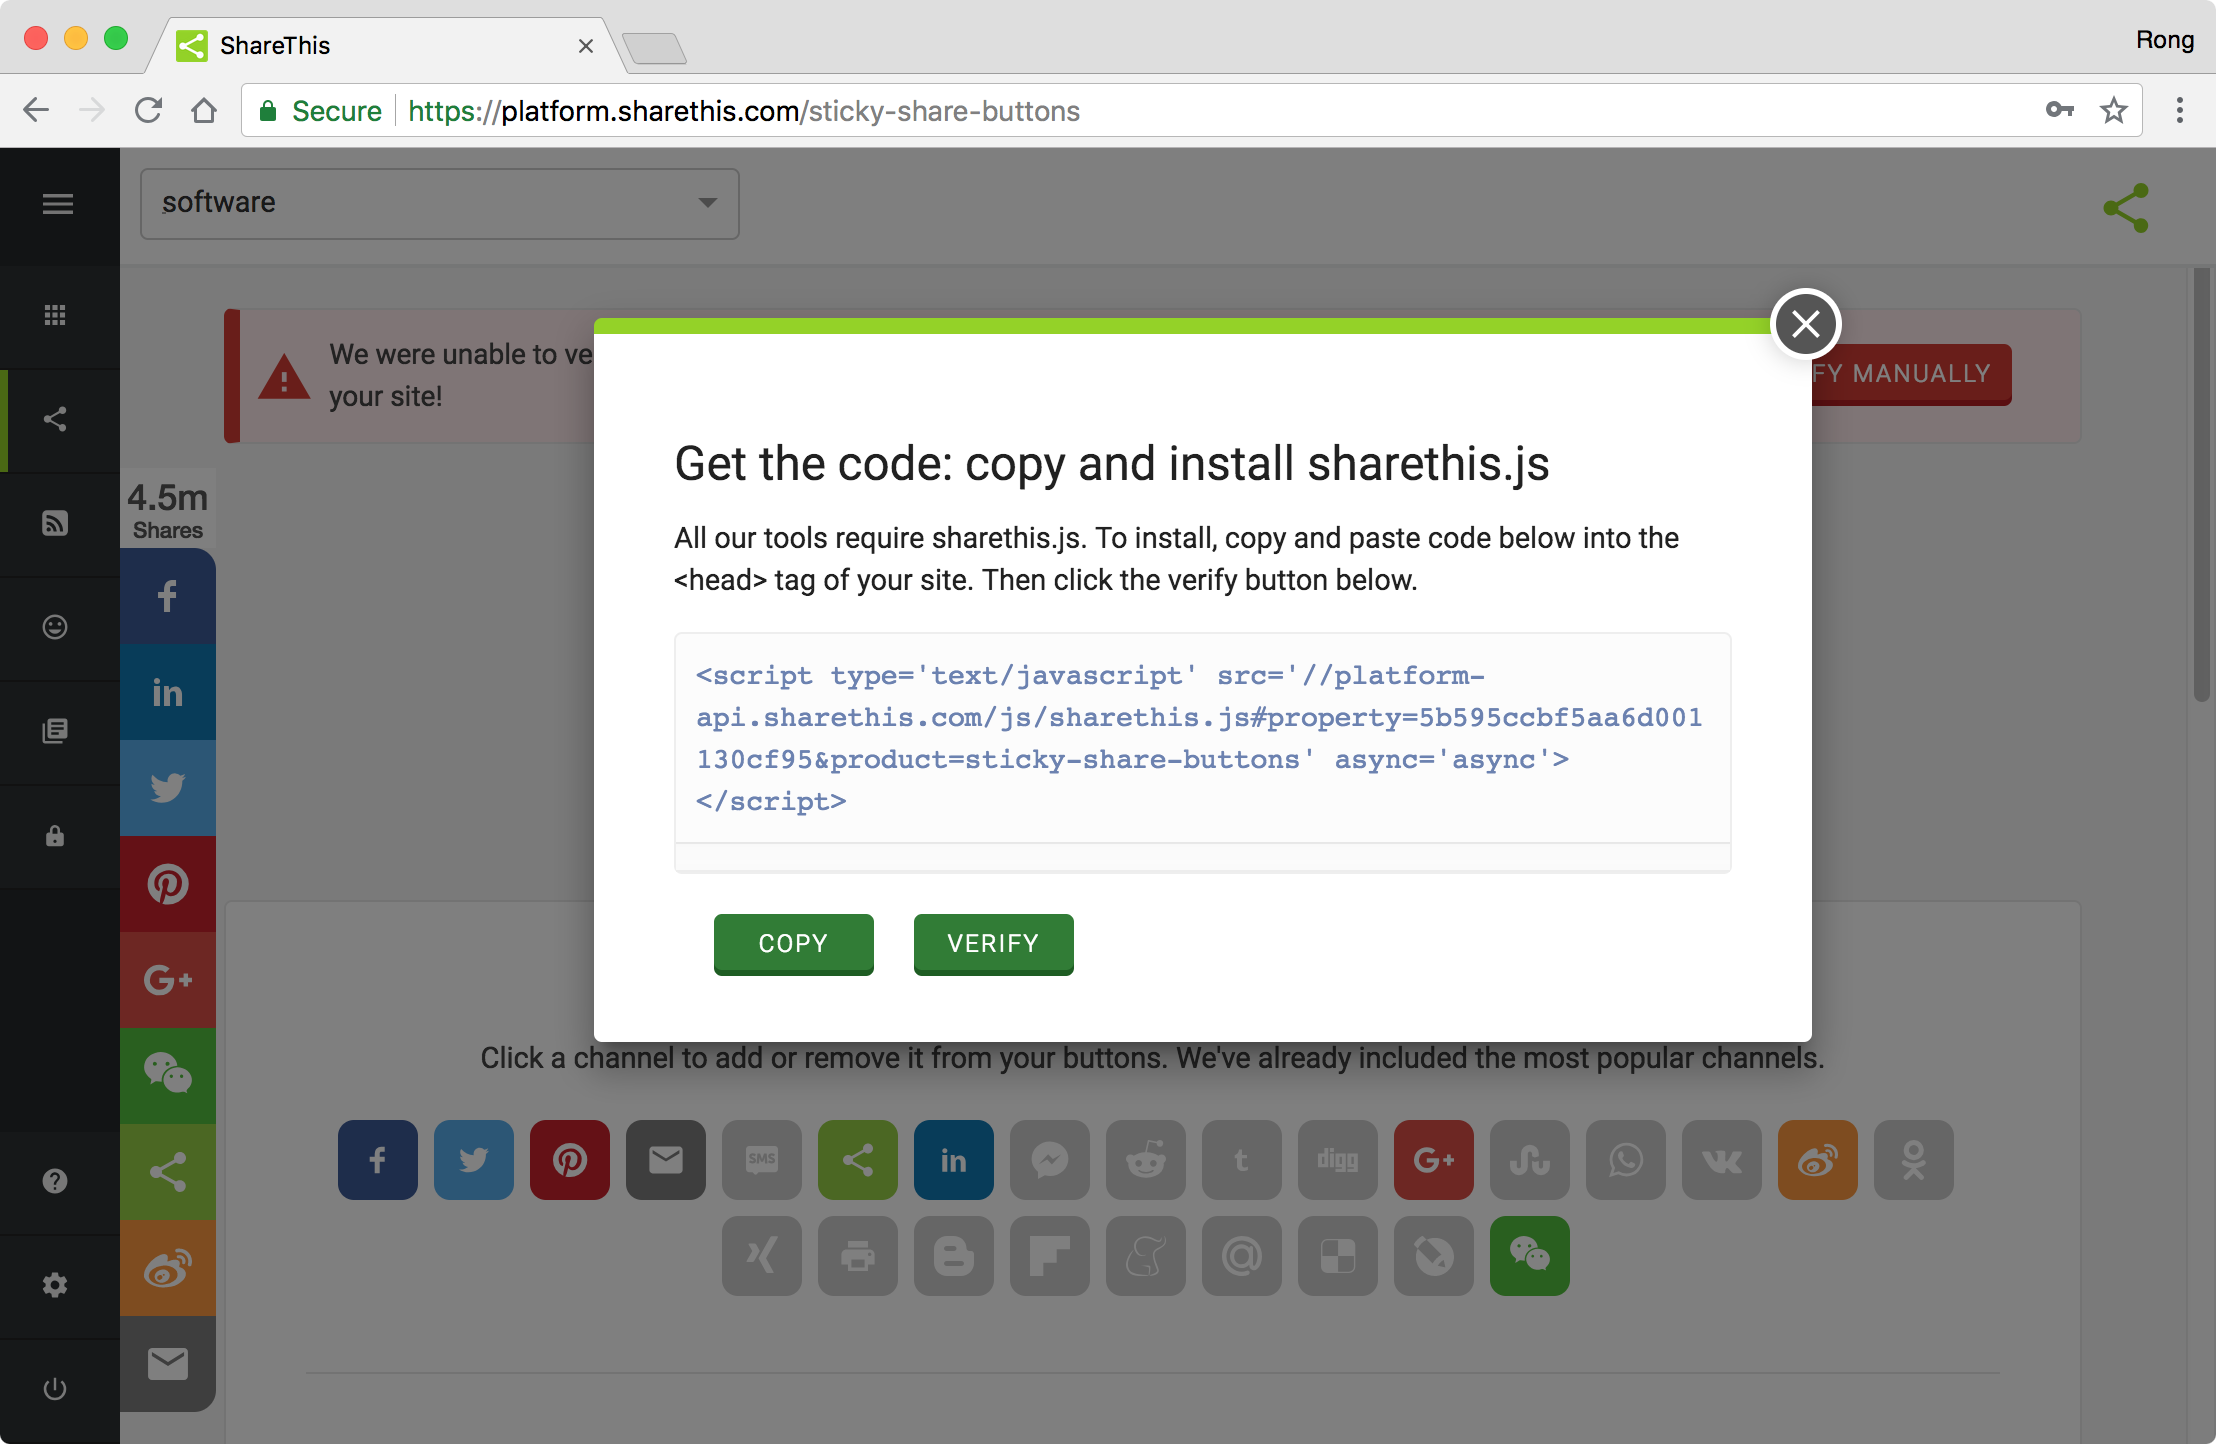 ShareThis
Rong
Secure
https://platform.sharethis.com/sticky-share-buttons
software
We were unable to ve
your site!
FY MANUALLY
Get the code: copy and install sharethis.js
All our tools require sharethis.js. To install, copy and paste code below into the
<head> tag of your site. Then click the verify button below.
<script type='text/javascript' src='//platform-
api.sharethis.com/js/sharethis.js#property=5b595ccbf5aa6d001
130cf95&product=sticky-share-buttons' async='async'>
</script>
COPY
VERIFY
4.5m
Shares
f
in
G+
Click a channel to add or remove it from your buttons. We've already included the most popular channels.
f
SMS
in
t
digg
G+